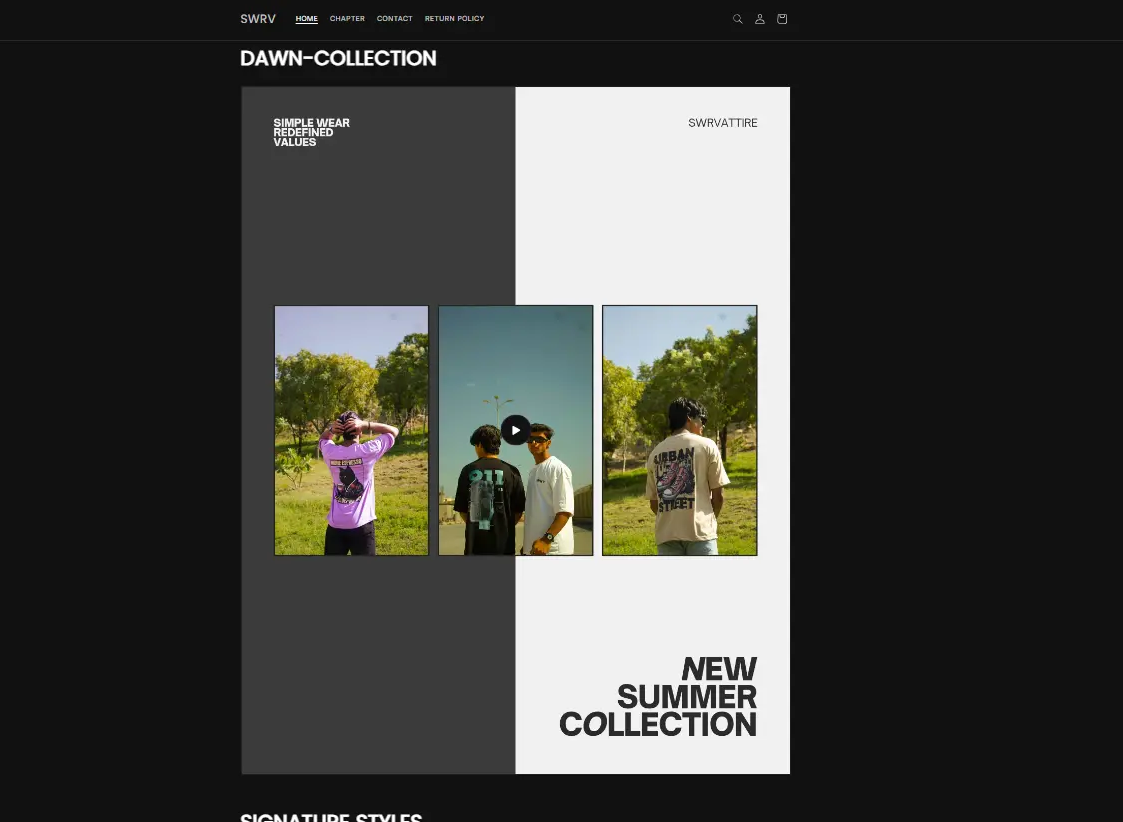 SWRV
HOME CHAPTER CONTACT RETURN POLICY
DAWN-COLLECTION
SIMPLE WEAR
REDEFINED
VALUES
SWRVATTIRE
911
URBAN
STREET
NEW
SUMMER
COLLECTION
SIGNATURE STYLES